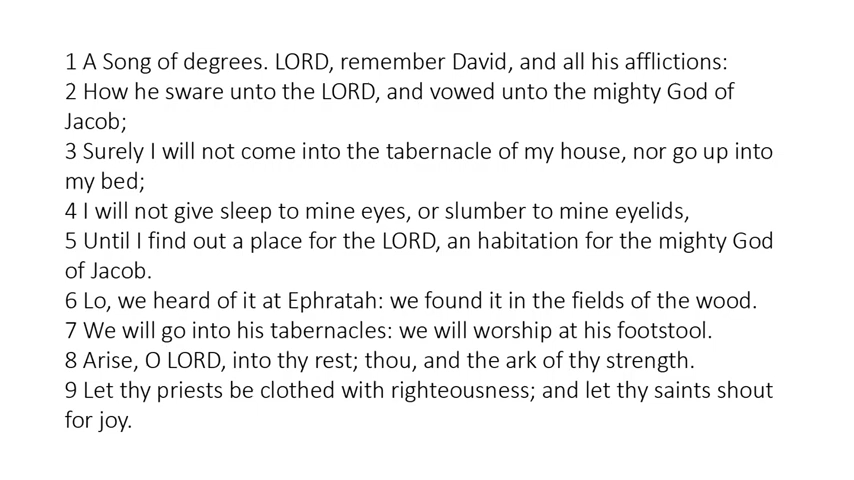 1 A Song of degrees. LORD, remember David, and all his afflictions:
2 How he sware unto the LORD, and vowed unto the mighty God of
Jacob;
3 Surely I will not come into the tabernacle of my house, nor go up into
my bed;
4 I will not give sleep to mine eyes, or slumber to mine eyelids,
5 Until I find out a place for the LORD, an habitation for the mighty God
of Jacob.
6 Lo, we heard of it at Ephratah: we found it in the fields of the wood.
7 We will go into his tabernacles: we will worship at his footstool.
8 Arise, O LORD, into thy rest; thou, and the ark of thy strength.
9 Let thy priests be clothed with righteousness; and let thy saints shout
for joy.